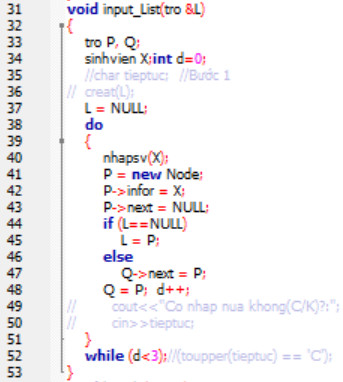 31 void input_List(tro &L)
32 {
33 tro P, Q;
34 sinhvien X;int d=0;
35 //char tieptuc; //Bước 1
36 // creat(L);
37 L = NULL;
38 do
39 {
40 nhapsv(X);
41 P = new Node;
42 P->infor = X;
43 P->next = NULL;
44 if (L==NULL)
45 L = P;
46 else
47 Q->next = P;
48 Q = P; d++;
49 // cout<<"Co nhap nua khong(C/K)?:";
50 // cin>>tieptuc;
51 }
52 while (d<3);//(toupper(tieptuc) == 'C');
53 }